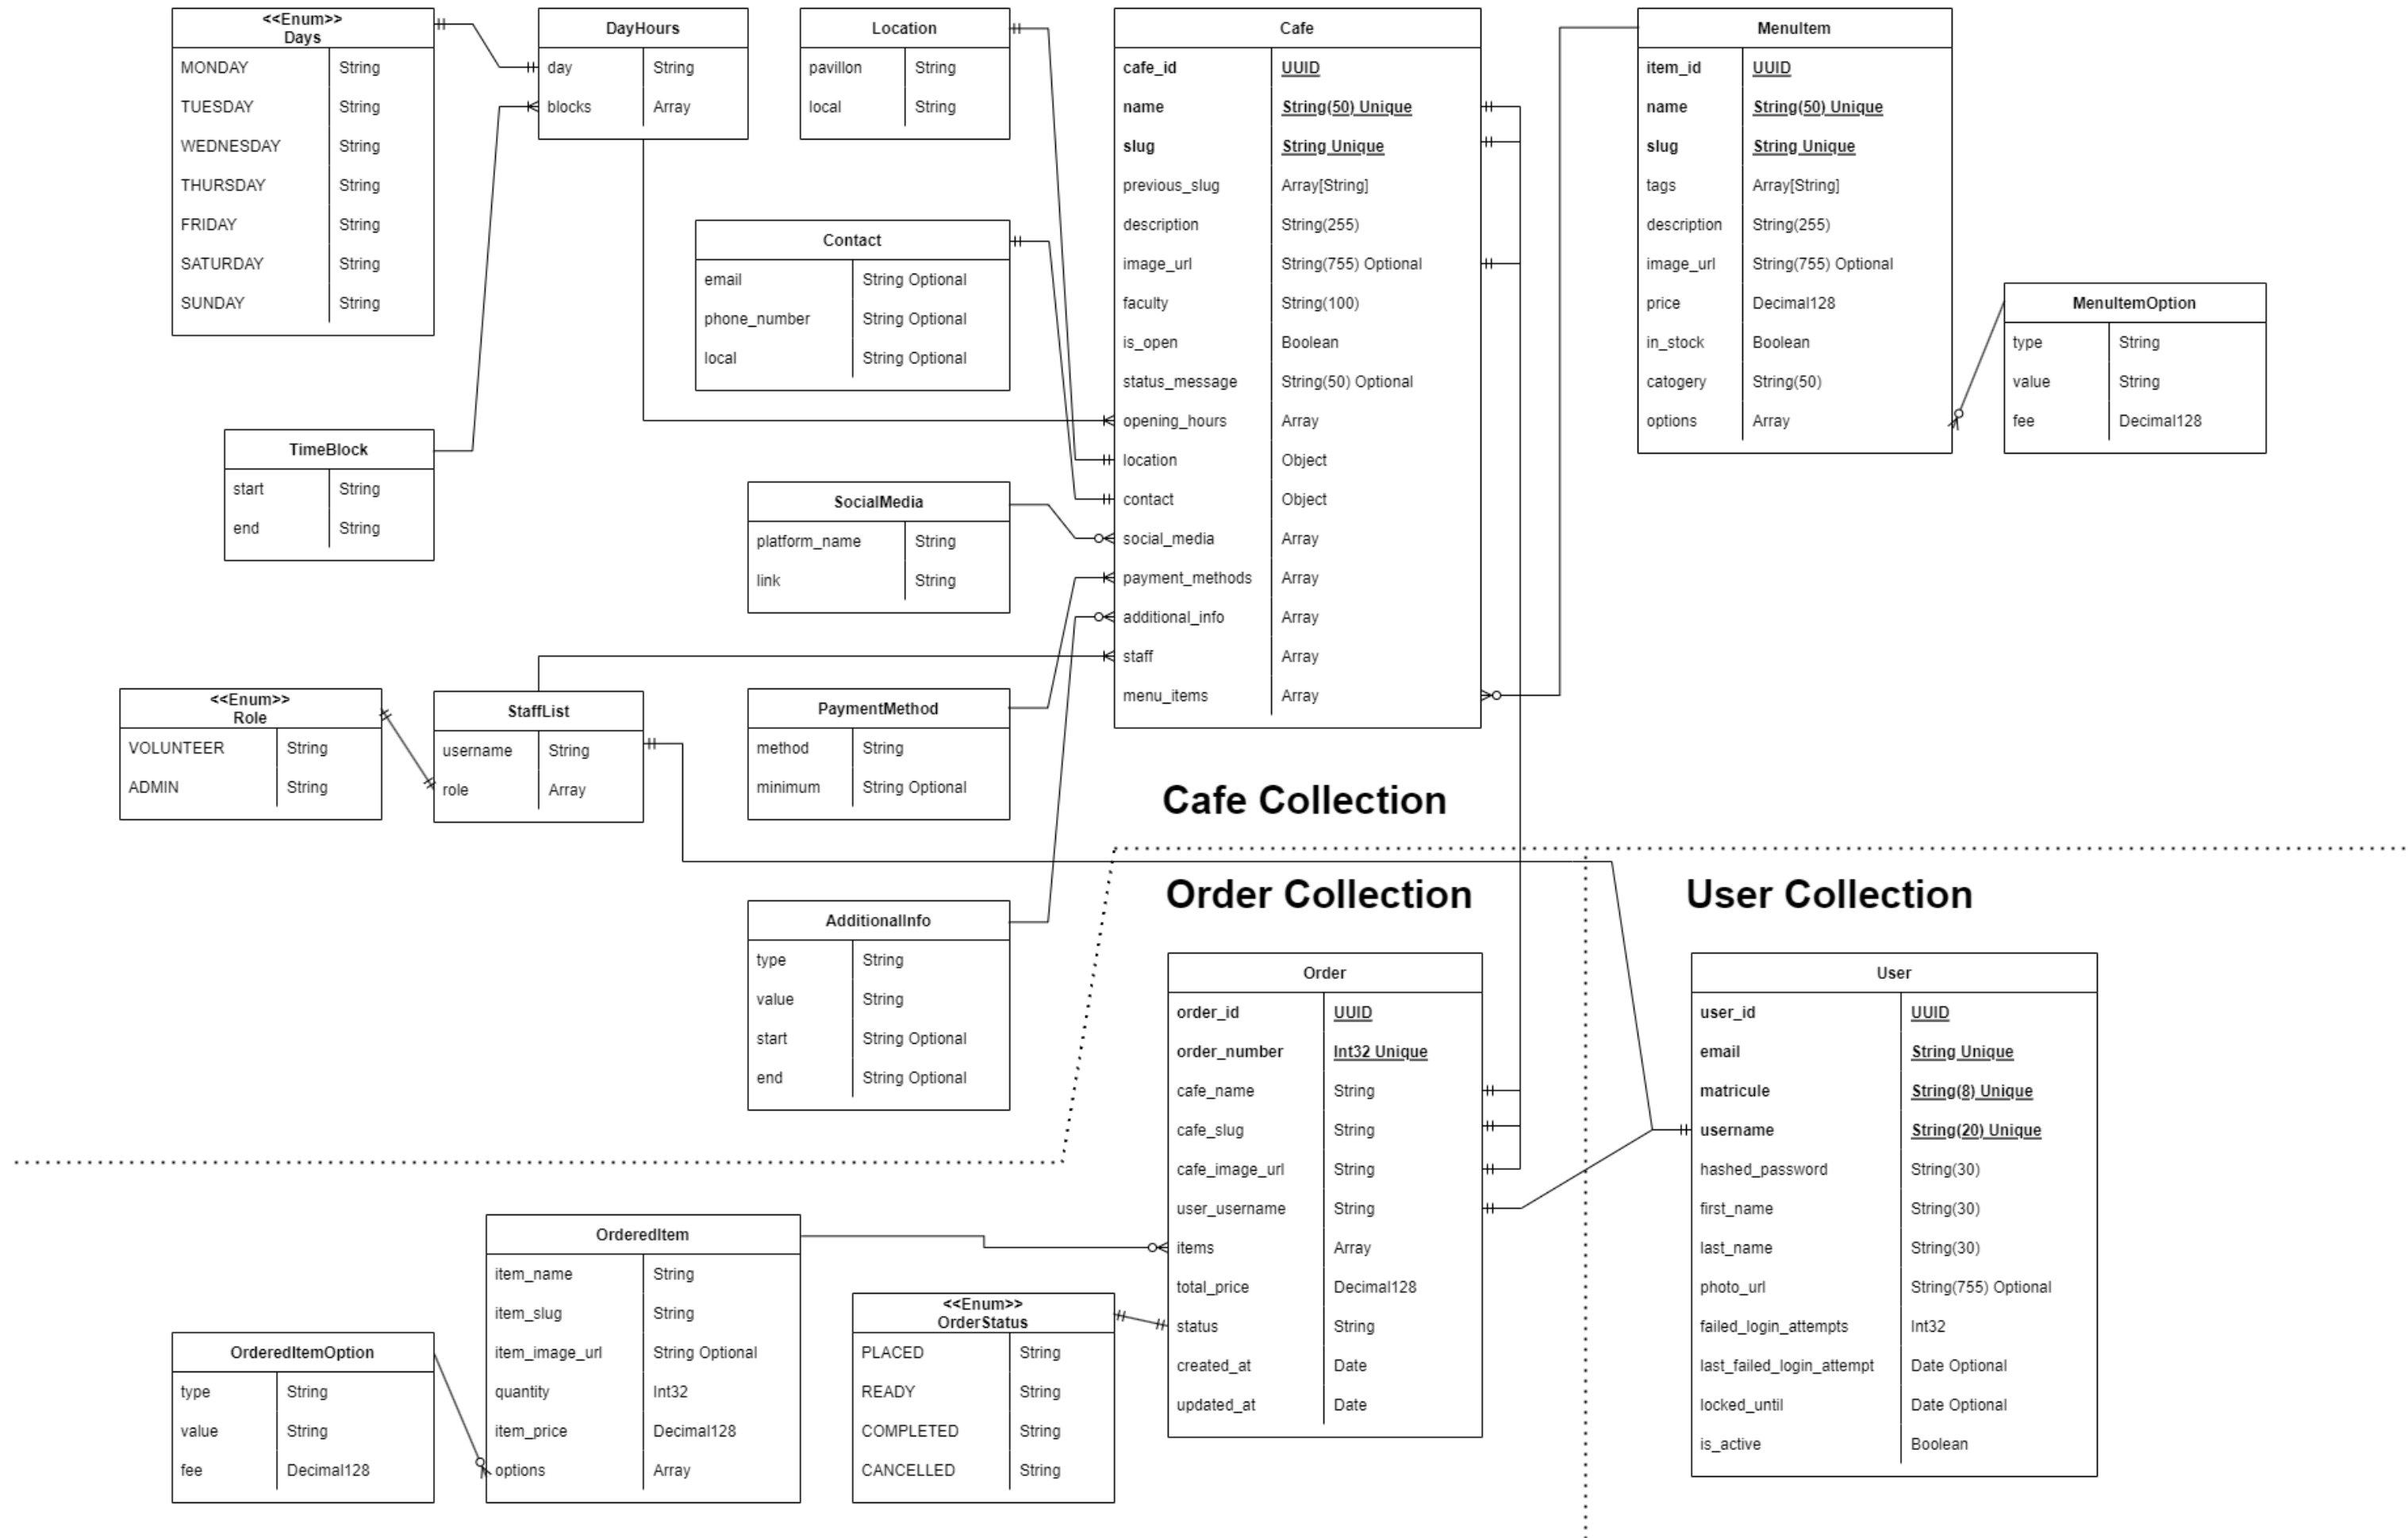 <<Enum>>
Days
MONDAY String
TUESDAY String
WEDNESDAY String
THURSDAY String
FRIDAY String
SATURDAY String
SUNDAY String
DayHours
day String
blocks Array
Location
pavillon String
local String
Cafe
cafe_id UUID
name String(50) Unique
slug String Unique
previous_slug Array[String]
description String(255)
image_url String(755) Optional
faculty String(100)
is_open Boolean
status_message String(50) Optional
opening_hours Array
location Object
contact Object
social_media Array
payment_methods Array
additional_info Array
staff Array
menu_items Array
MenuItem
item_id UUID
name String(50) Unique
slug String Unique
tags Array[String]
description String(255)
image_url String(755) Optional
price Decimal128
in_stock Boolean
catogery String(50)
options Array
MenuItemOption
type String
value String
fee Decimal128
Contact
email String Optional
phone_number String Optional
local String Optional
TimeBlock
start String
end String
SocialMedia
platform_name String
link String
<<Enum>>
Role
VOLUNTEER String
ADMIN String
StaffList
username String
role Array
PaymentMethod
method String
minimum String Optional
Cafe Collection
AdditionalInfo
type String
value String
start String Optional
end String Optional
Order Collection
Order
order_id UUID
order_number Int32 Unique
cafe_name String
cafe_slug String
cafe_image_url String
user_username String
items Array
total_price Decimal128
status String
created_at Date
updated_at Date
User Collection
User
user_id UUID
email String Unique
matricule String(8) Unique
username String(20) Unique
hashed_password String(30)
first_name String(30)
last_name String(30)
photo_url String(755) Optional
failed_login_attempts Int32
last_failed_login_attempt Date Optional
locked_until Date Optional
is_active Boolean
OrderedItem
item_name String
item_slug String
item_image_url String Optional
quantity Int32
item_price Decimal128
options Array
<<Enum>>
OrderStatus
PLACED String
READY String
COMPLETED String
CANCELLED String
OrderedItemOption
type String
value String
fee Decimal128